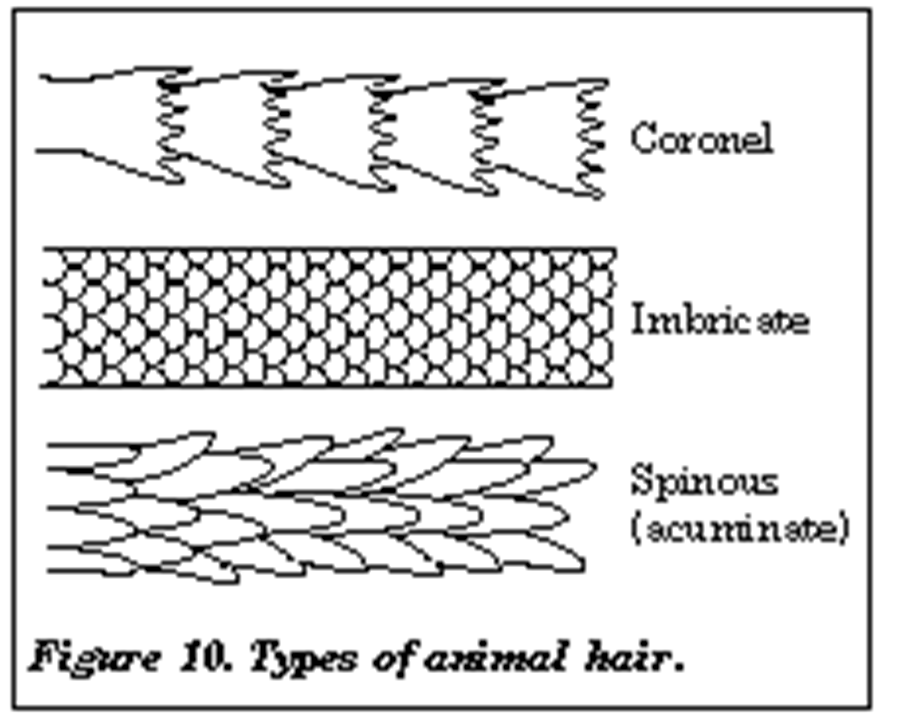 Coronel
Imbricate
Spinous
(acuminate)
Figure 10. Types of animal hair.